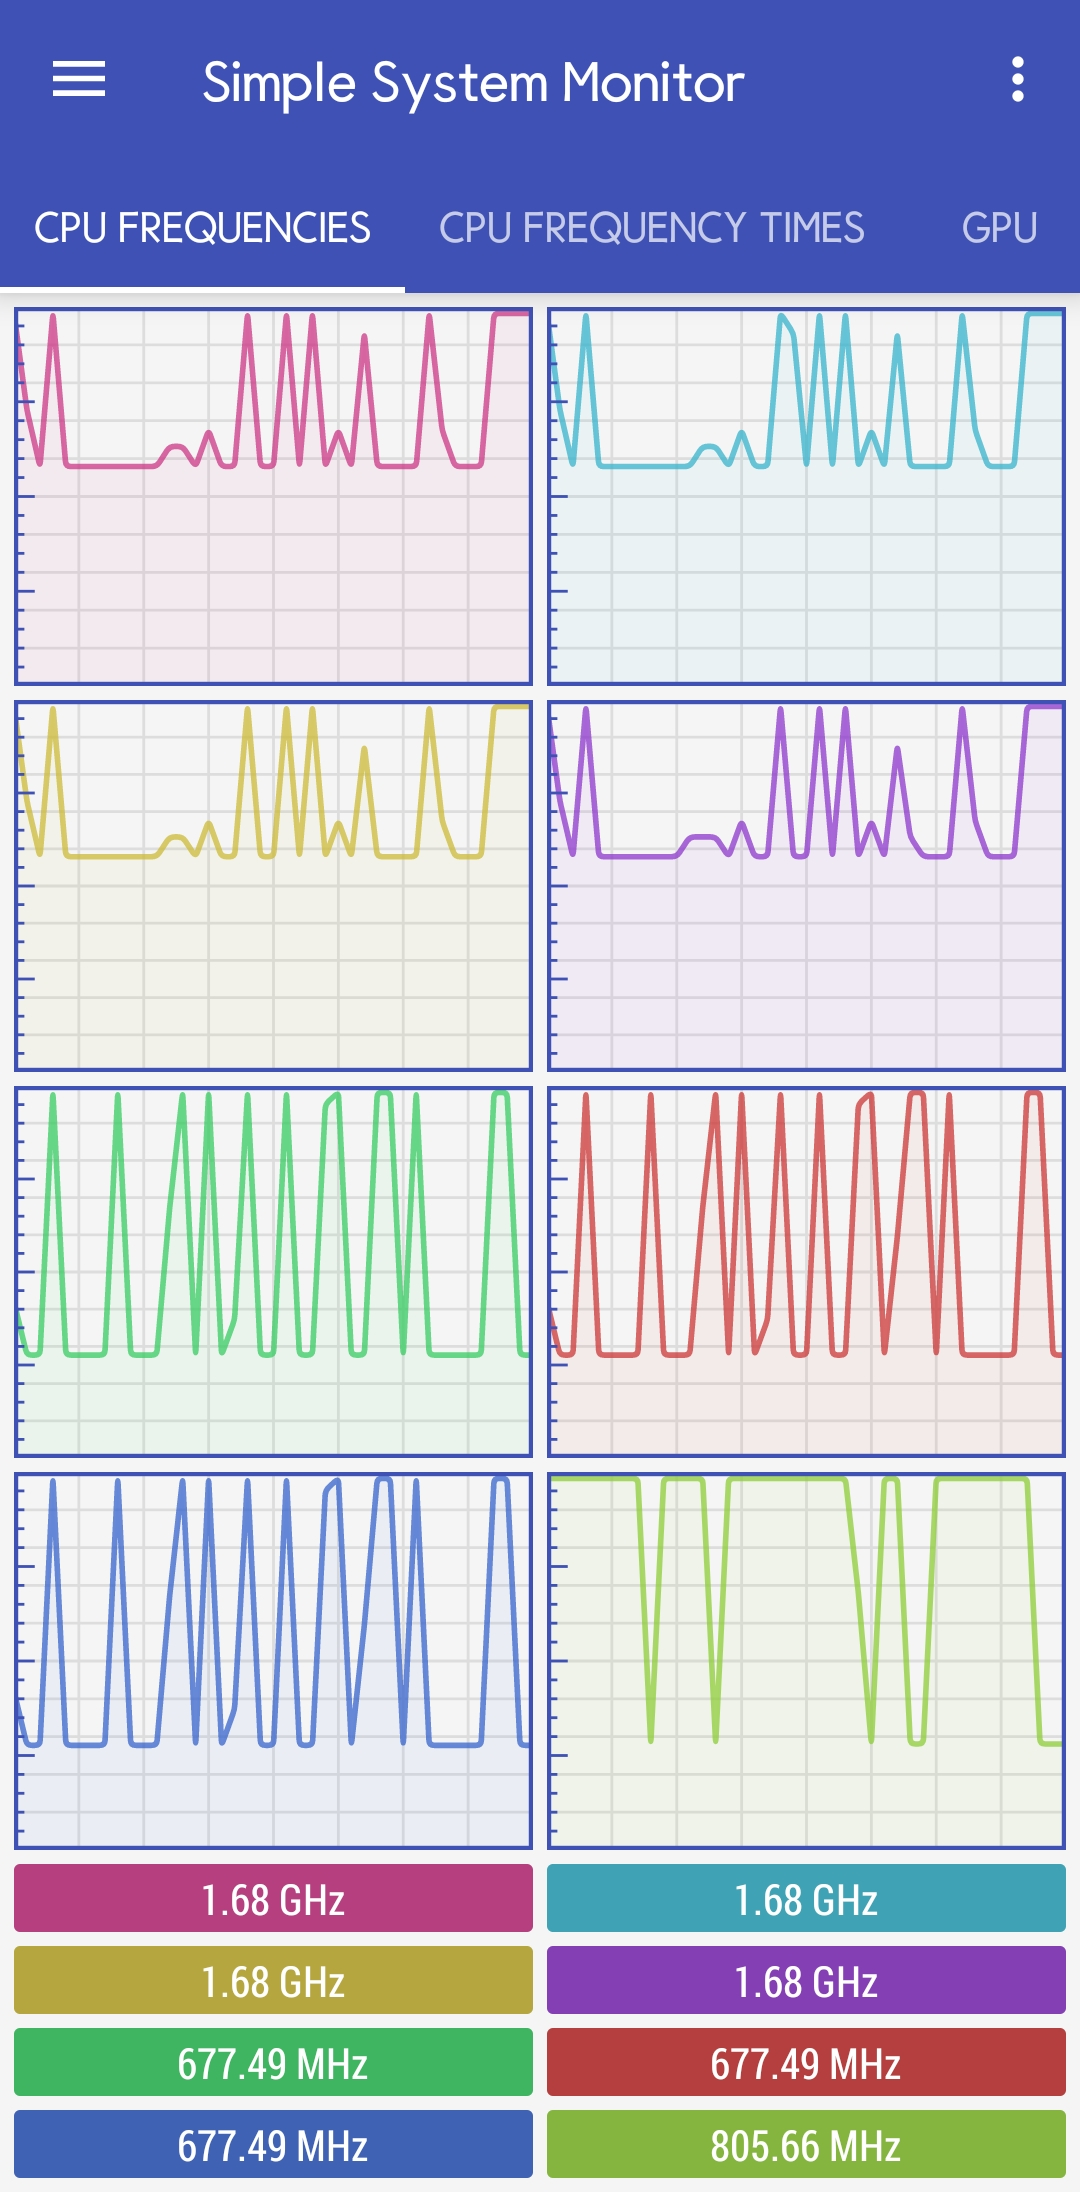 Simple System Monitor
CPU FREQUENCIES CPU FREQUENCY TIMES GPU
1.68 GHz 1.68 GHz
1.68 GHz 1.68 GHz
677.49 MHz 677.49 MHz
677.49 MHz 805.66 MHz